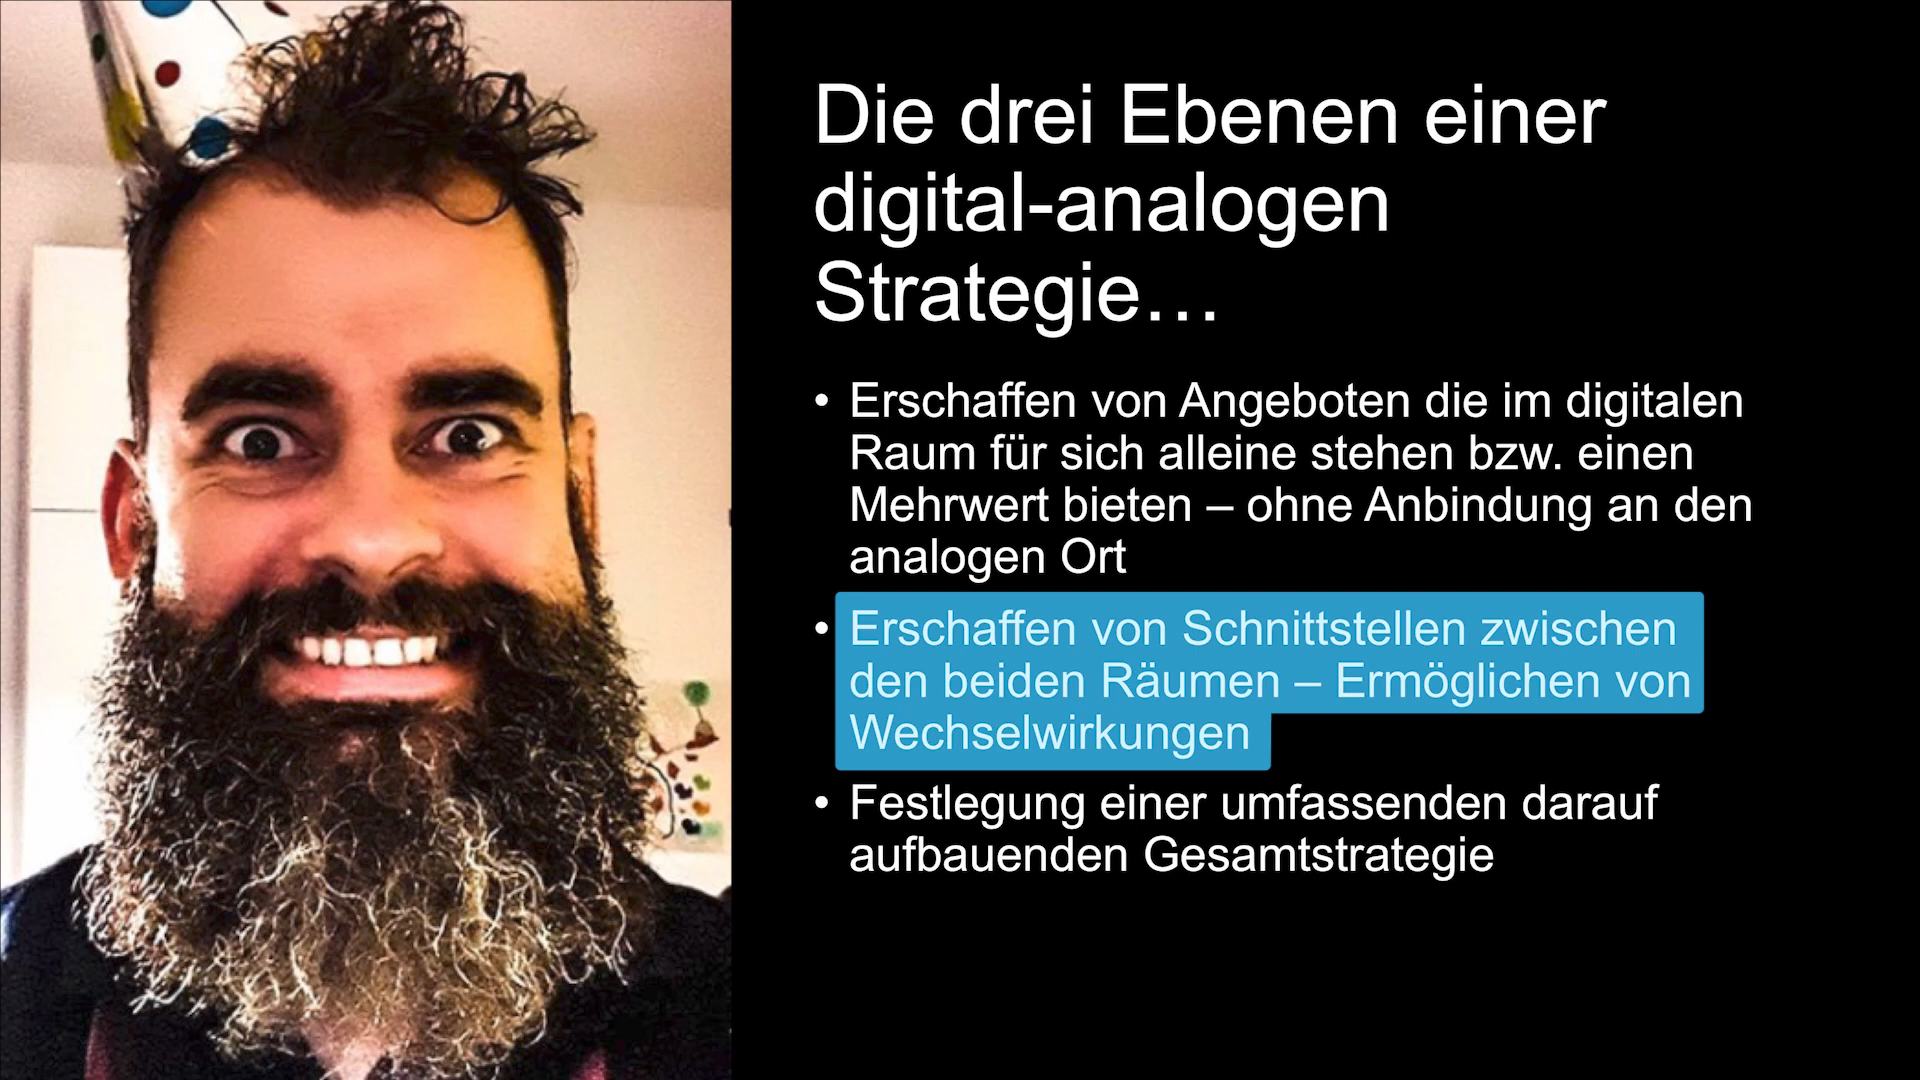 Die drei Ebenen einer
digital-analogen
Strategie…
• Erschaffen von Angeboten die im digitalen
Raum für sich alleine stehen bzw. einen
Mehrwert bieten – ohne Anbindung an den
analogen Ort
• Erschaffen von Schnittstellen zwischen
den beiden Räumen – Ermöglichen von
Wechselwirkungen
• Festlegung einer umfassenden darauf
aufbauenden Gesamtstrategie